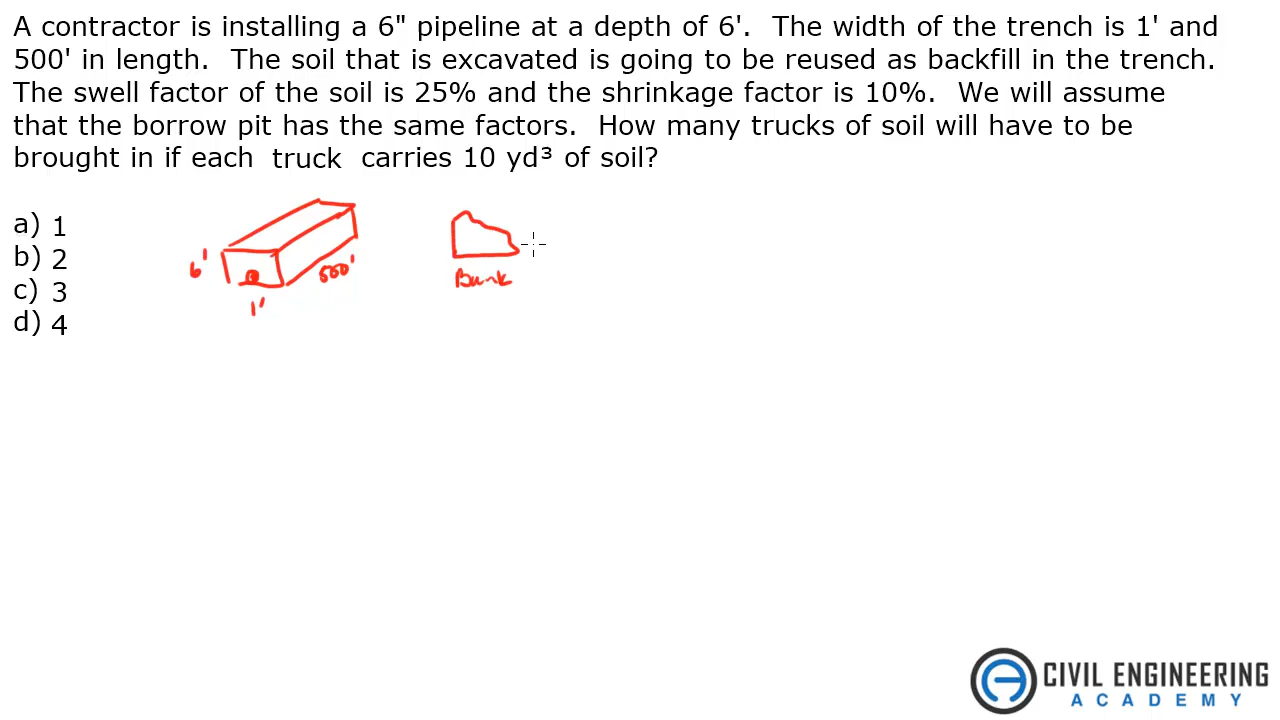 A contractor is installing a 6" pipeline at a depth of 6'.  The width of the trench is 1' and
500' in length.  The soil that is excavated is going to be reused as backfill in the trench.
The swell factor of the soil is 25% and the shrinkage factor is 10%.  We will assume
that the borrow pit has the same factors.  How many trucks of soil will have to be
brought in if each truck carries 10 yd³ of soil?
a) 1
b) 2
c) 3
d) 4
6'
500'
1'
Bank
CIVIL ENGINEERING
ACADEMY